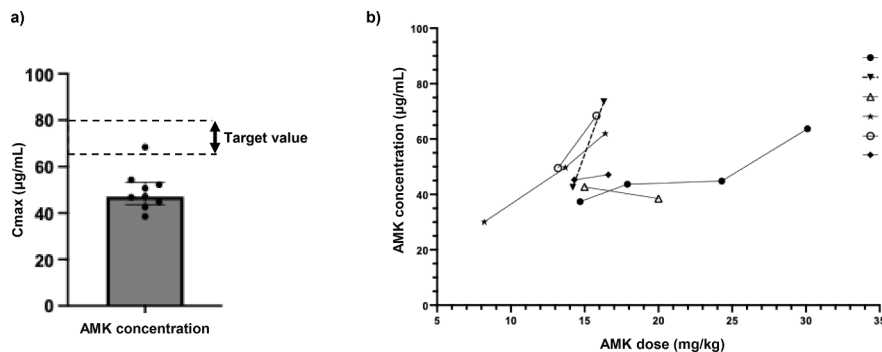 a)
100
80
60
40
20
0
Cmax (µg/mL)
Target value
AMK concentration
b)
100
80
60
40
20
0
AMK concentration (µg/mL)
5 10 15 20 25 30 35
AMK dose (mg/kg)